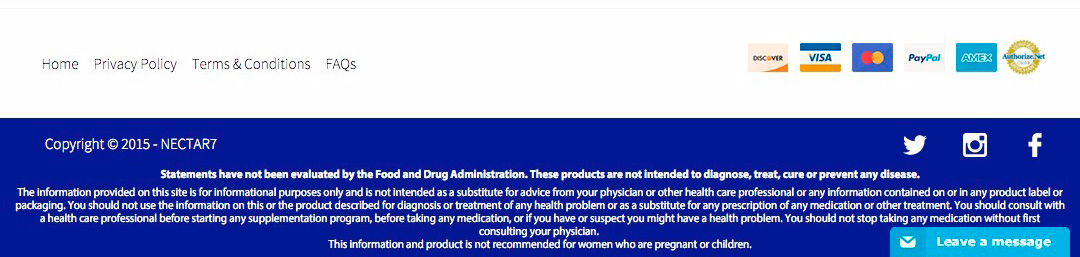 Home Privacy Policy Terms & Conditions FAQs
DISCOVER VISA PayPal AMEX Authorize.Net
Copyright © 2015 - NECTAR7
Statements have not been evaluated by the Food and Drug Administration. These products are not intended to diagnose, treat, cure or prevent any disease.
The information provided on this site is for informational purposes only and is not intended as a substitute for advice from your physician or other health care professional or any information contained on or in any product label or
packaging. You should not use the information on this or the product described for diagnosis or treatment of any health problem or as a substitute for any prescription of any medication or other treatment. You should consult with
a health care professional before starting any supplementation program, before taking any medication, or if you have or suspect you might have a health problem. You should not stop taking any medication without first
consulting your physician.
This information and product is not recommended for women who are pregnant or children.
Leave a message